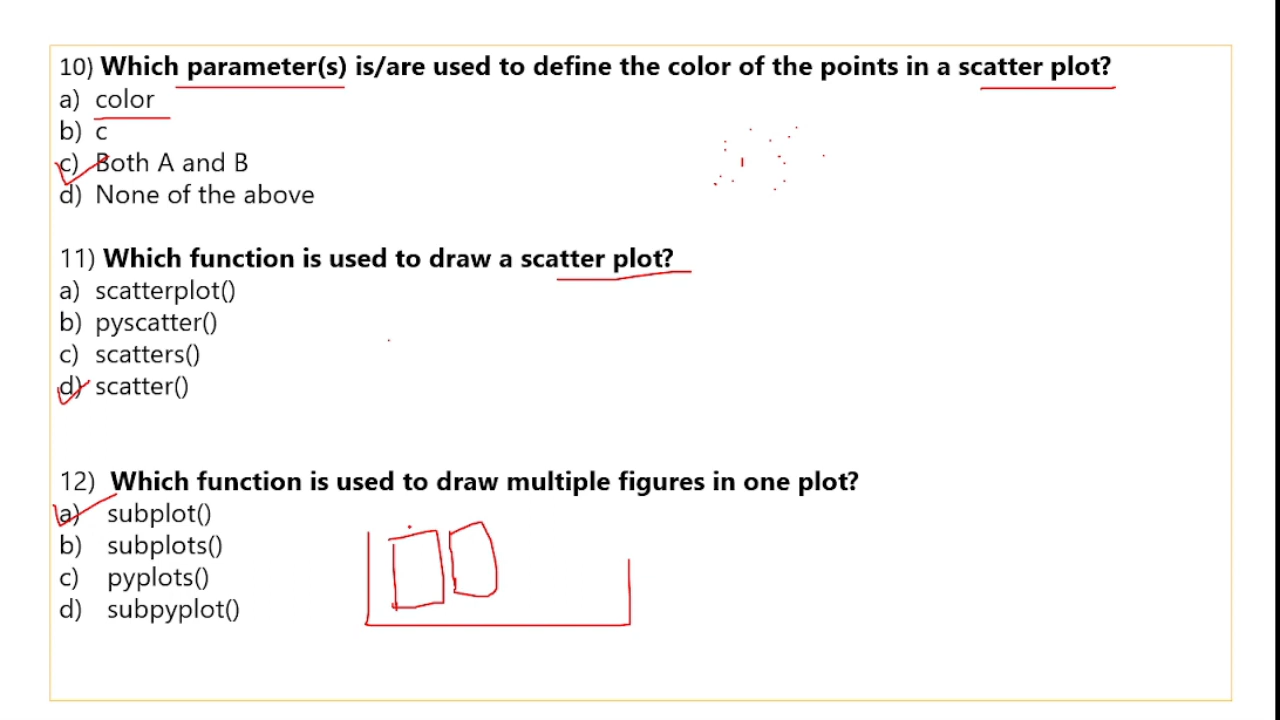 10) Which parameter(s) is/are used to define the color of the points in a scatter plot?
a) color
b) c
c) Both A and B
d) None of the above
11) Which function is used to draw a scatter plot?
a) scatterplot()
b) pyscatter()
c) scatters()
d) scatter()
12) Which function is used to draw multiple figures in one plot?
a) subplot()
b) subplots()
c) pyplots()
d) subpyplot()